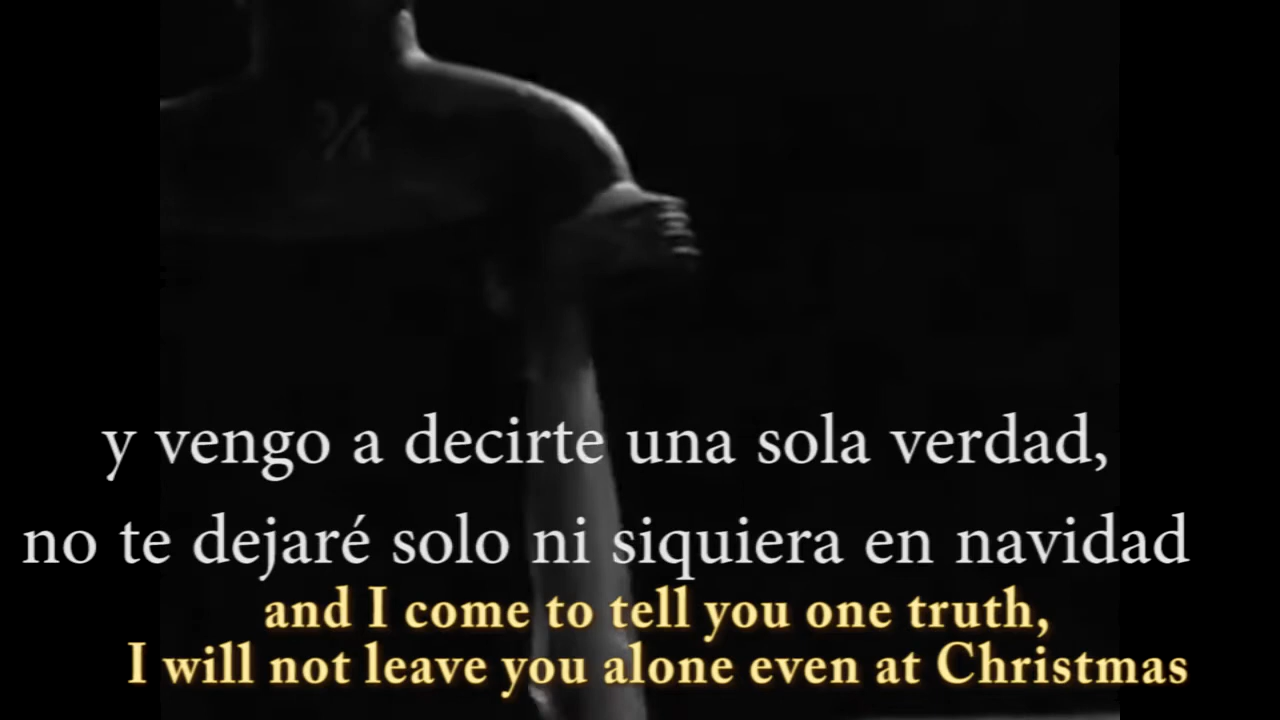 y vengo a decirte una sola verdad,
no te dejaré solo ni siquiera en navidad
and I come to tell you one truth,
I will not leave you alone even at Christmas